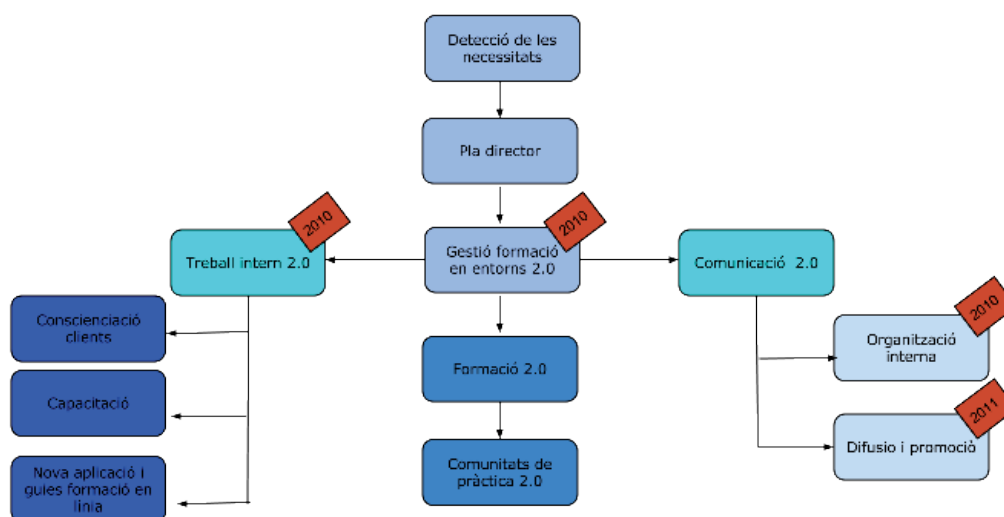 Detecció de les
necessitats
Pla director
2010
Treball intern 2.0
2010
Gestió formació
en entorns 2.0
Comunicació 2.0
Conscienciació
clients
2010
Organització
interna
Formació 2.0
Capacitació
2011
Difusio i promoció
Comunitats de
pràctica 2.0
Nova aplicació i
guies formació en
línia